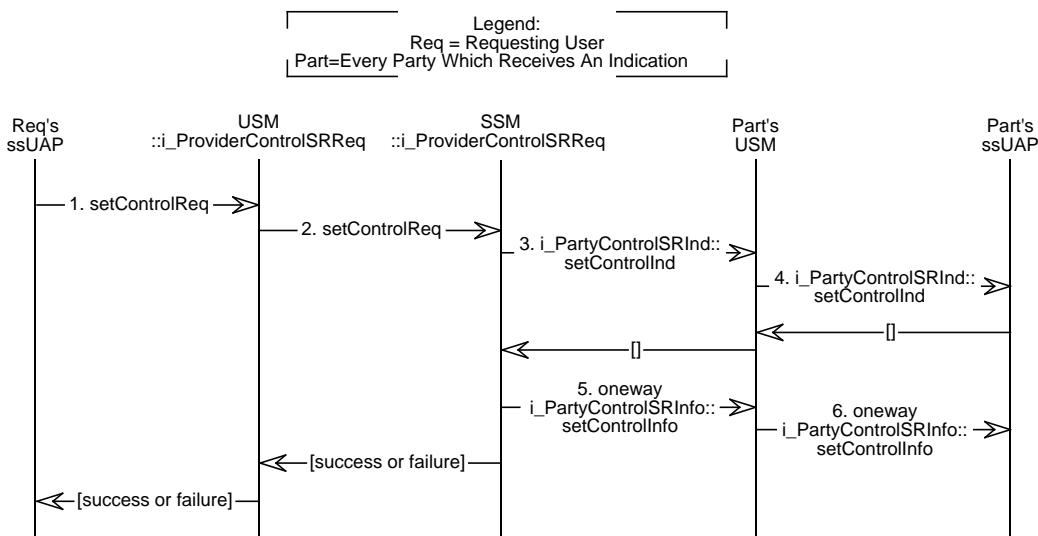 Legend:
Req = Requesting User
Part=Every Party Which Receives An Indication
Req's
ssUAP
USM
::i_ProviderControlSRReq
SSM
::i_ProviderControlSRReq
Part's
USM
Part's
ssUAP
1. setControlReq
2. setControlReq
3. i_PartyControlSRInd::
setControlInd
4. i_PartyControlSRInd::
setControlInd
[]
[]
5. oneway
i_PartyControlSRInfo::
setControlInfo
6. oneway
i_PartyControlSRInfo::
setControlInfo
[success or failure]
[success or failure]